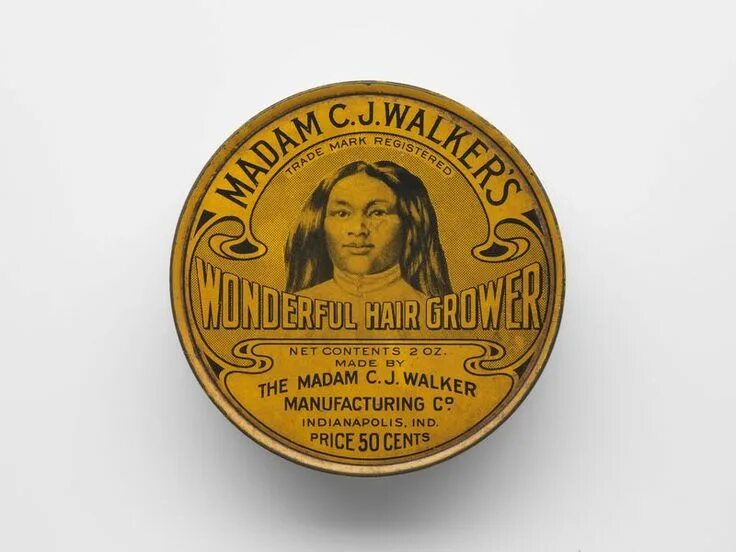 MADAM C.J. WALKER'S
TRADE MARK REGISTERED
WONDERFUL HAIR GROWER
NET CONTENTS 2 OZ.
MADE BY
THE MADAM C.J. WALKER
MANUFACTURING Cº.
INDIANAPOLIS, IND.
PRICE 50 CENTS